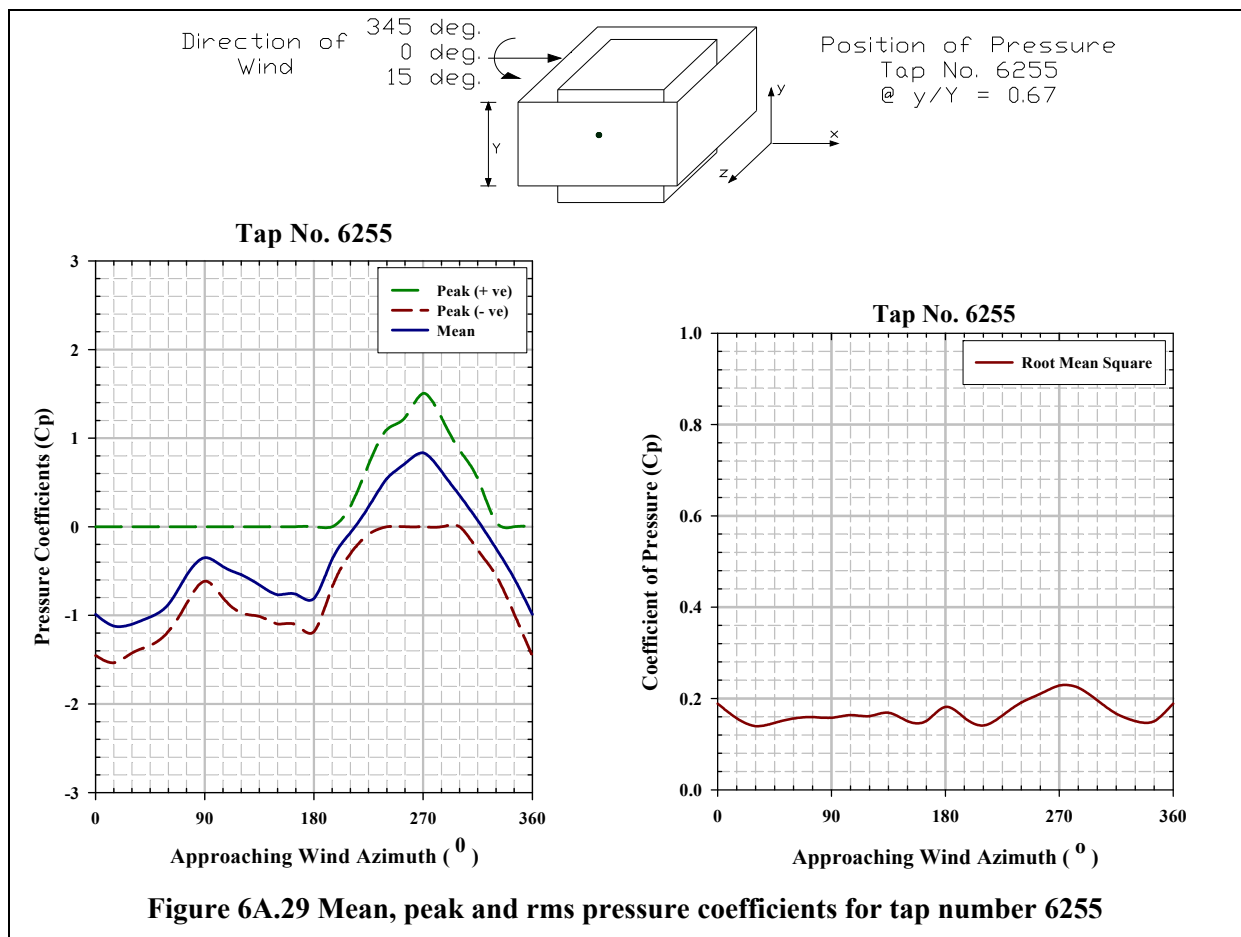 Direction of Wind
345 deg.
0 deg.
15 deg.
Position of Pressure
Tap No. 6255
@ y/Y = 0.67
Y
y
x
z
Tap No. 6255
Peak (+ ve)
Peak (- ve)
Mean
Pressure Coefficients (Cp)
3
2
1
0
-1
-2
-3
0 90 180 270 360
Approaching Wind Azimuth ( 0 )
Tap No. 6255
Root Mean Square
Coefficient of Pressure (Cp)
1.0
0.8
0.6
0.4
0.2
0.0
0 90 180 270 360
Approaching Wind Azimuth ( o )
Figure 6A.29 Mean, peak and rms pressure coefficients for tap number 6255